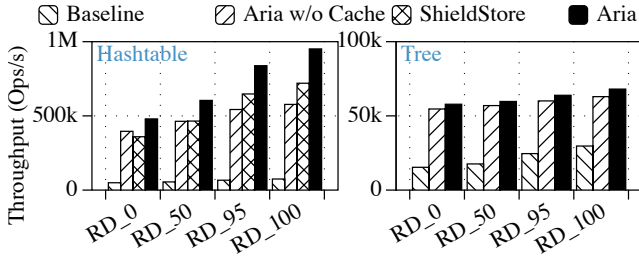 Baseline Aria w/o Cache ShieldStore Aria
Throughput (Ops/s)
1M
500k
0
Hashtable
RD_0 RD_50 RD_95 RD_100
100k
50k
0
Tree
RD_0 RD_50 RD_95 RD_100